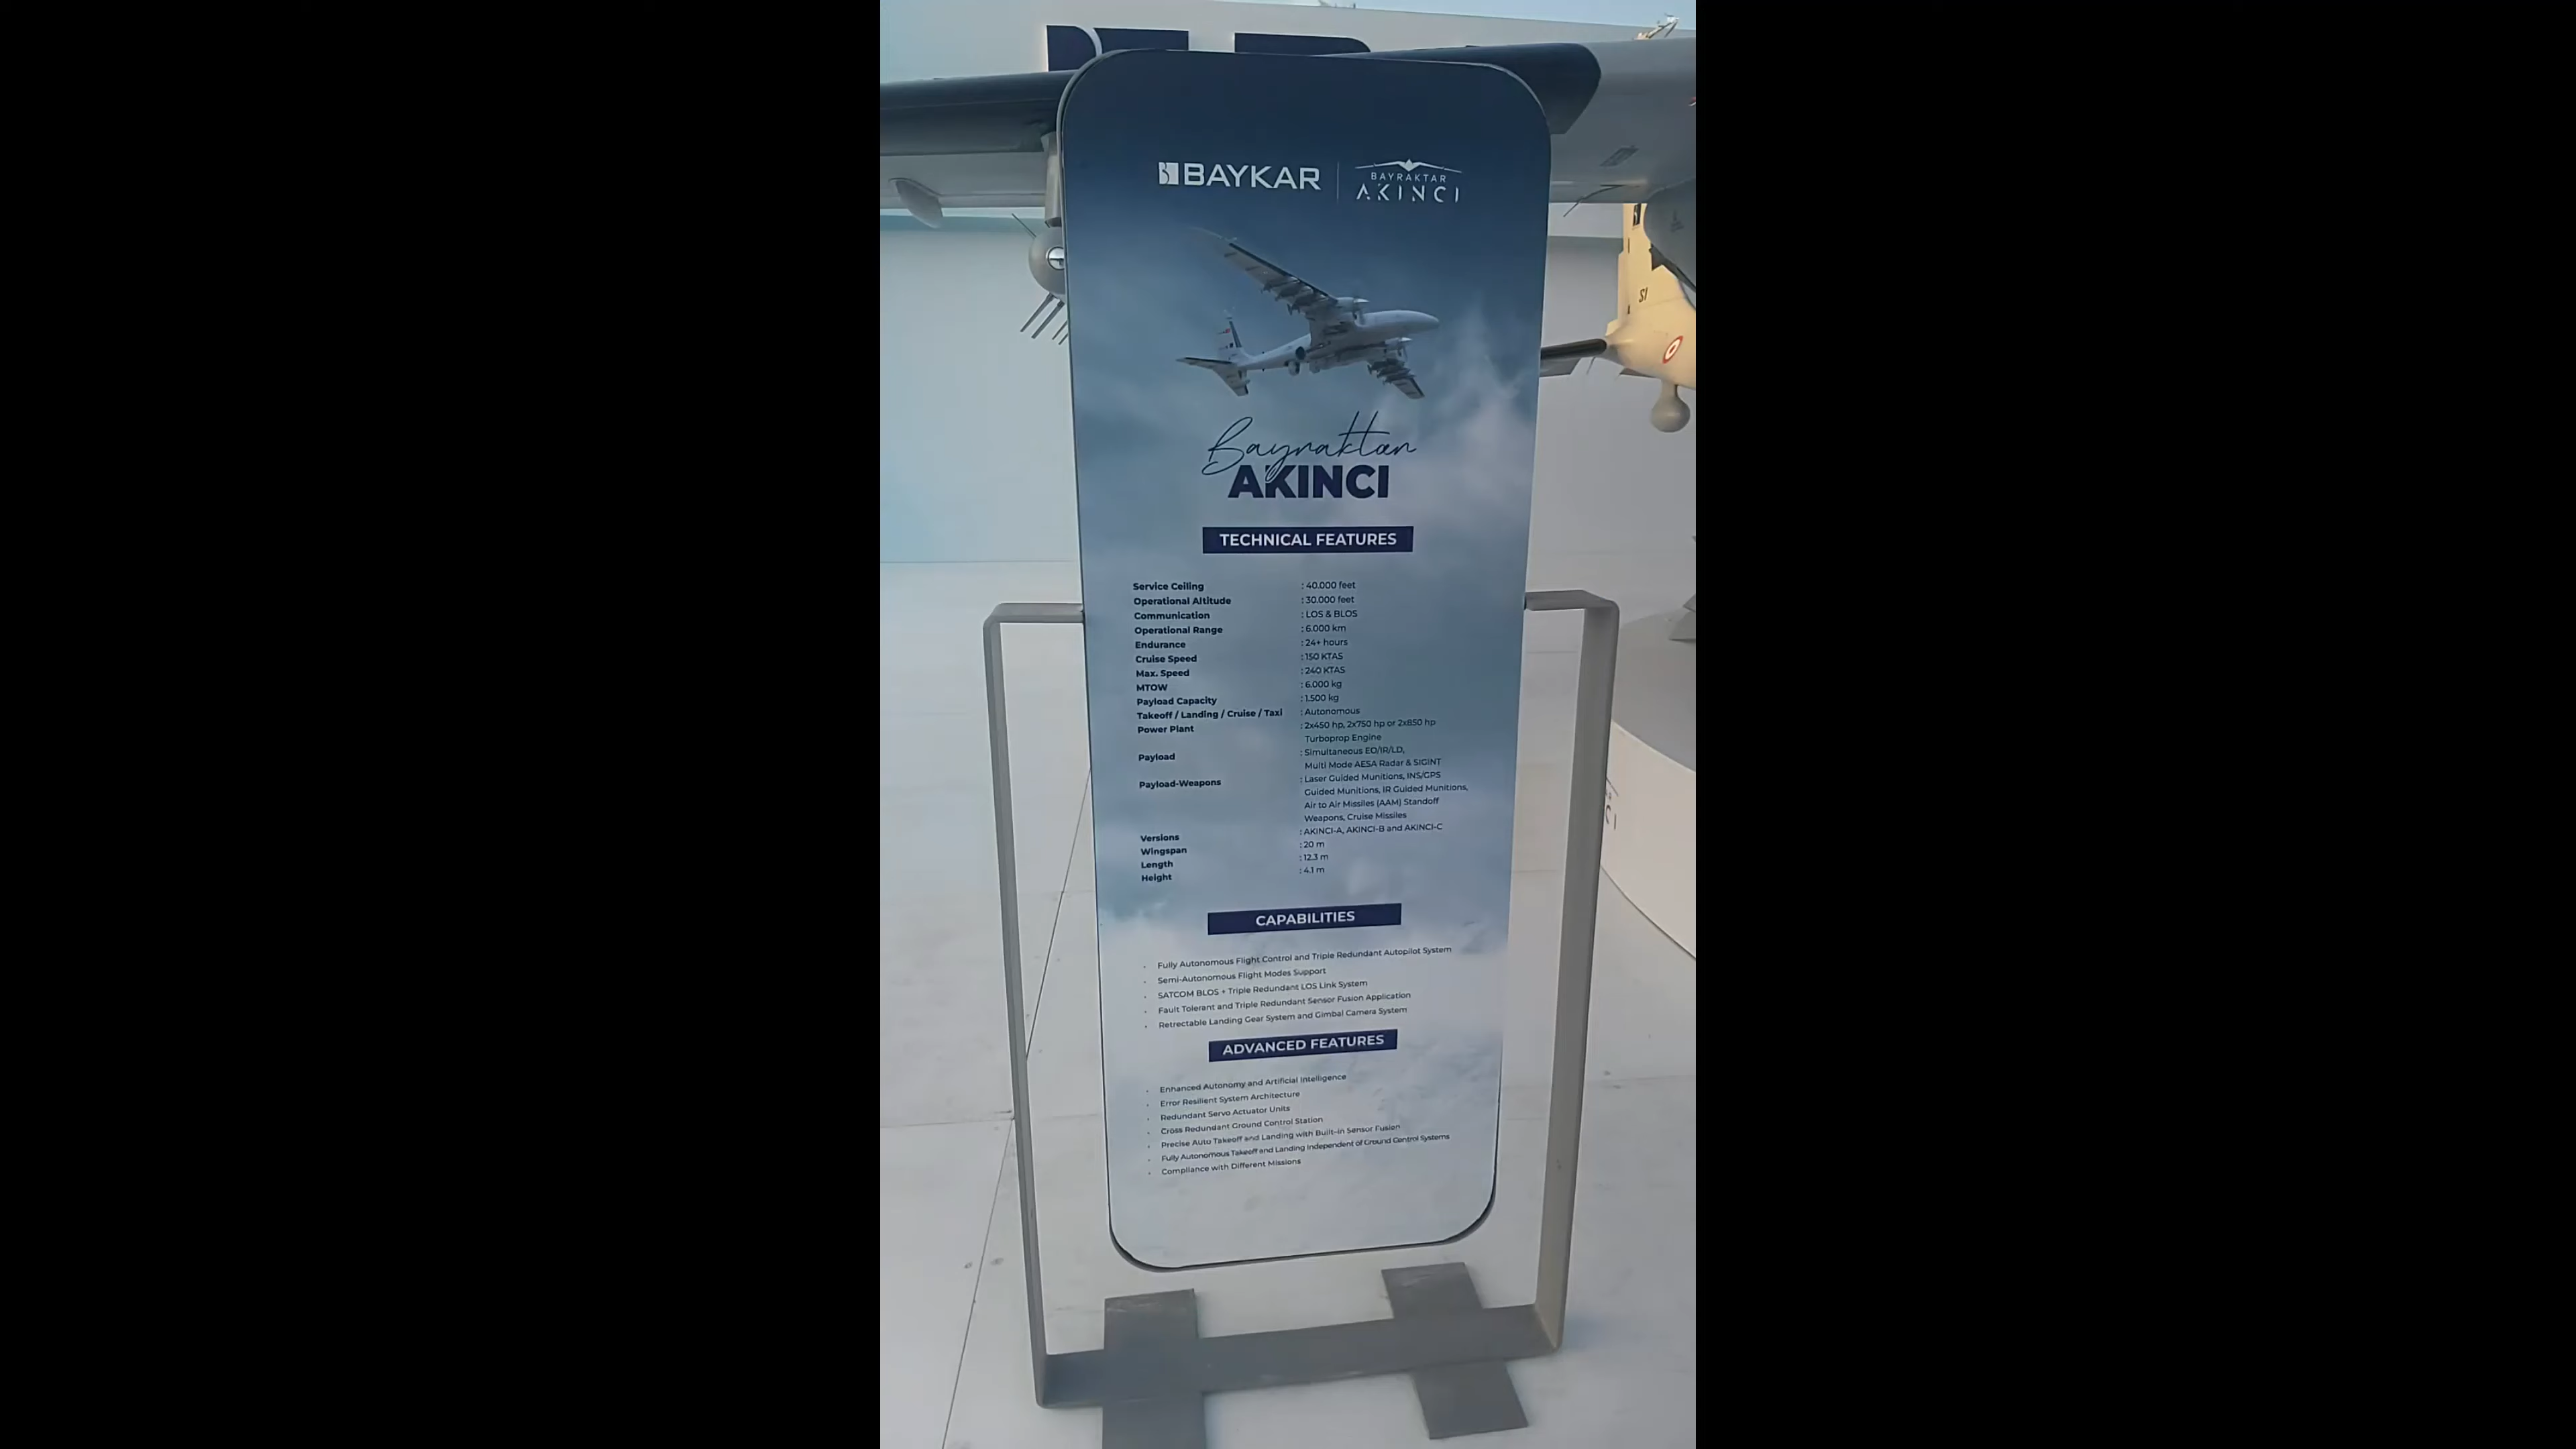 BAYKAR
BAYRAKTAR
AKINCI
Bayraktar
AKINCI
TECHNICAL FEATURES
Service Ceiling : 40.000 feet
Operational Altitude : 30.000 feet
Communication : LOS & BLOS
Operational Range : 6.000 km
Endurance : 24+ hours
Cruise Speed : 150 KTAS
Max. Speed : 240 KTAS
MTOW : 6.000 kg
Payload Capacity : 1.500 kg
Takeoff / Landing / Cruise / Taxi : Autonomous
Power Plant : 2x450 hp, 2x750 hp or 2x850 hp
Turboprop Engine
Payload : Simultaneous EO/IR/LD,
Multi Mode AESA Radar & SIGINT
Payload-Weapons : Laser Guided Munitions, INS/GPS
Guided Munitions, IR Guided Munitions,
Air to Air Missiles (AAM) Standoff
Weapons, Cruise Missiles
Versions : AKINCI-A, AKINCI-B and AKINCI-C
Wingspan : 20 m
Length : 12.3 m
Height : 4.1 m
CAPABILITIES
• Fully Autonomous Flight Control and Triple Redundant Autopilot System
• Semi-Autonomous Flight Modes Support
• SATCOM BLOS + Triple Redundant LOS Link System
• Fault Tolerant and Triple Redundant Sensor Fusion Application
• Retrectable Landing Gear System and Gimbal Camera System
ADVANCED FEATURES
• Enhanced Autonomy and Artificial Intelligence
• Error Resilient System Architecture
• Redundant Servo Actuator Units
• Cross Redundant Ground Control Station
• Precise Auto Takeoff and Landing with Built-in Sensor Fusion
• Fully Autonomous Takeoff and Landing Independent of Ground Control Systems
• Compliance with Different Missions